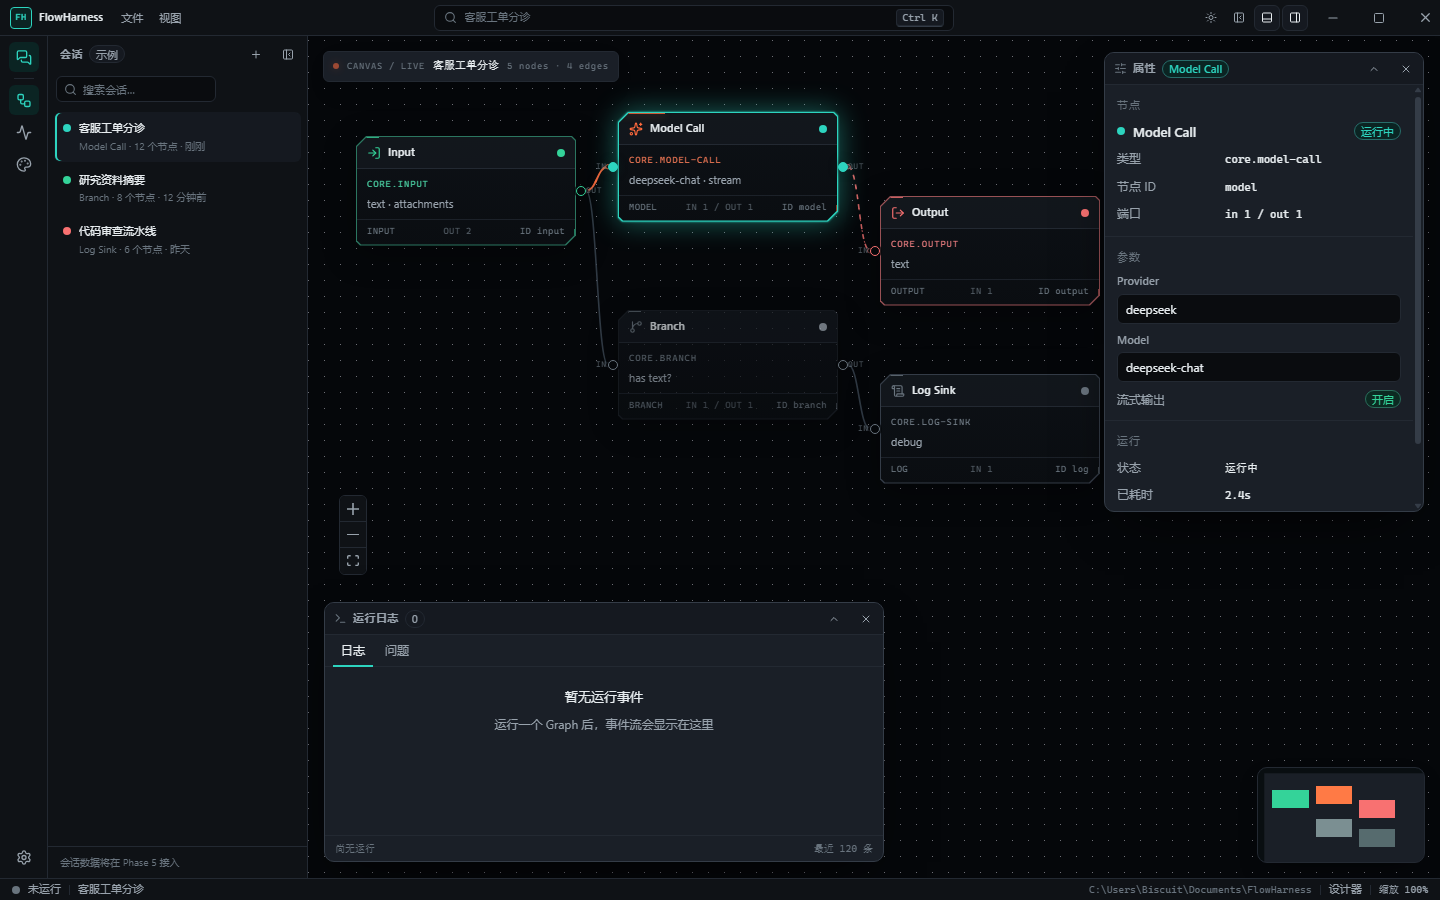 FH FlowHarness 文件 视图 客服工单分诊 Ctrl K
会话 示例
搜索会话...
客服工单分诊
Model Call · 12 个节点 · 刚刚
研究资料摘要
Branch · 8 个节点 · 12 分钟前
代码审查流水线
Log Sink · 6 个节点 · 昨天
会话数据将在 Phase 5 接入
CANVAS / LIVE 客服工单分诊 5 nodes · 4 edges
Input
CORE.INPUT
text · attachments
INPUT OUT 2 ID input
OUT
IN
Model Call
CORE.MODEL-CALL
deepseek-chat · stream
MODEL IN 1 / OUT 1 ID model
OUT
IN
Output
CORE.OUTPUT
text
OUTPUT IN 1 ID output
IN
Branch
CORE.BRANCH
has text?
BRANCH IN 1 / OUT 1 ID branch
OUT
IN
Log Sink
CORE.LOG-SINK
debug
LOG IN 1 ID log
属性 Model Call
节点
Model Call 运行中
类型 core.model-call
节点 ID model
端口 in 1 / out 1
参数
Provider
deepseek
Model
deepseek-chat
流式输出 开启
运行
状态 运行中
已耗时 2.4s
运行日志 0
日志 问题
暂无运行事件
运行一个 Graph 后，事件流会显示在这里
尚无运行 最近 120 条
未运行 客服工单分诊 C:\Users\Biscuit\Documents\FlowHarness 设计器 缩放 100%